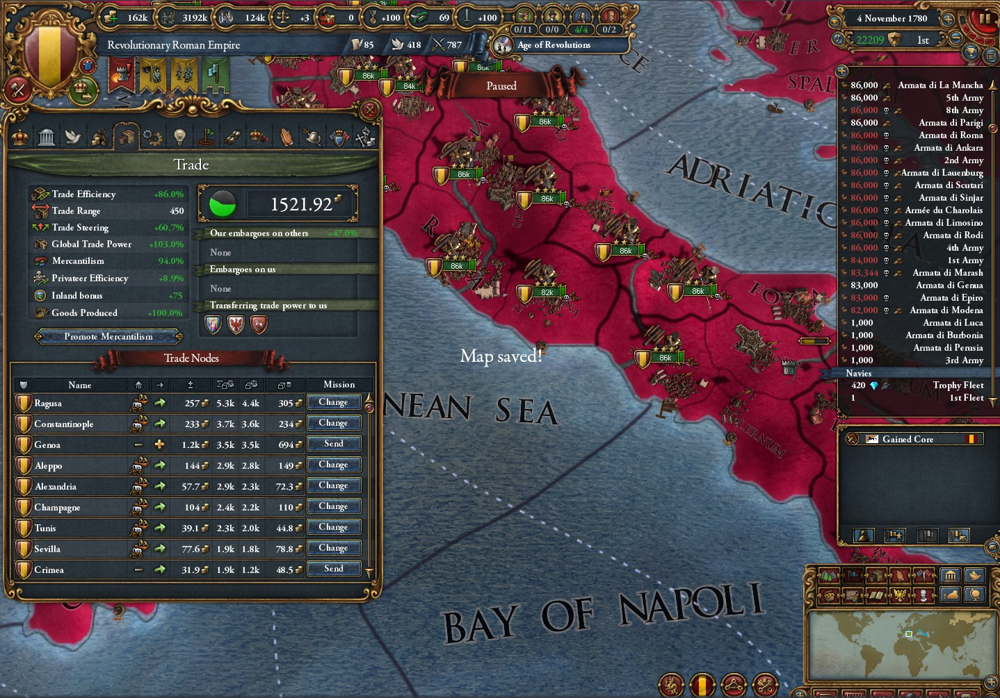 162k 3192k 124k +3 0 +100 69 +100
0/11 0/0 4/4 0/2
4 November 1780
22209 1st
Revolutionary Roman Empire 85 418 787
Age of Revolutions
Paused
Trade
Trade Efficiency +86.0%
Trade Range 450
Trade Steering +60.7%
Global Trade Power +103.0%
Mercantilism 94.0%
Privateer Efficiency +8.9%
Inland bonus +75
Goods Produced +100.0%
Promote Mercantilism
1521.92
Our embargoes on others +47.0%
None
Embargoes on us
None
Transferring trade power to us
Trade Nodes
Name Mission
Ragusa 257 5.3k 4.4k 305 Change
Constantinople 233 3.7k 3.6k 234 Change
Genoa 1.2k 3.5k 3.5k 694 Send
Aleppo 144 2.9k 2.8k 149 Change
Alexandria 57.7 2.9k 2.3k 72.3 Change
Champagne 104 2.4k 2.2k 110 Change
Tunis 39.1 2.3k 2.0k 44.8 Change
Sevilla 77.6 1.9k 1.8k 78.8 Change
Crimea 31.9 1.9k 1.2k 48.5 Send
86k
84k
86k
86k
86k
86k
86k
86k
82k
86k
86k
SPAL
ADRIATIC
Map saved!
NEAN SEA
SALERNUM
BAY OF NAPOLI
86,000 Armata di La Mancha
86,000 5th Army
86,000 8th Army
86,000 Armata di Parigi
86,000 Armata di Roma
86,000 Armata di Ankara
86,000 2nd Army
86,000 Armata di Lauenburg
86,000 Armata di Scutari
86,000 Armata di Sinjar
86,000 Armée du Charolais
86,000 Armata di Limosino
86,000 Armata di Rodi
86,000 4th Army
84,000 1st Army
83,344 Armata di Marash
83,000 Armata di Genua
83,000 Armata di Epiro
82,000 Armata di Modena
1,000 Armata di Luca
1,000 Armata di Burbonia
1,000 Armata di Perusia
1,000 3rd Army
Navies
420 Trophy Fleet
1 1st Fleet
Gained Core